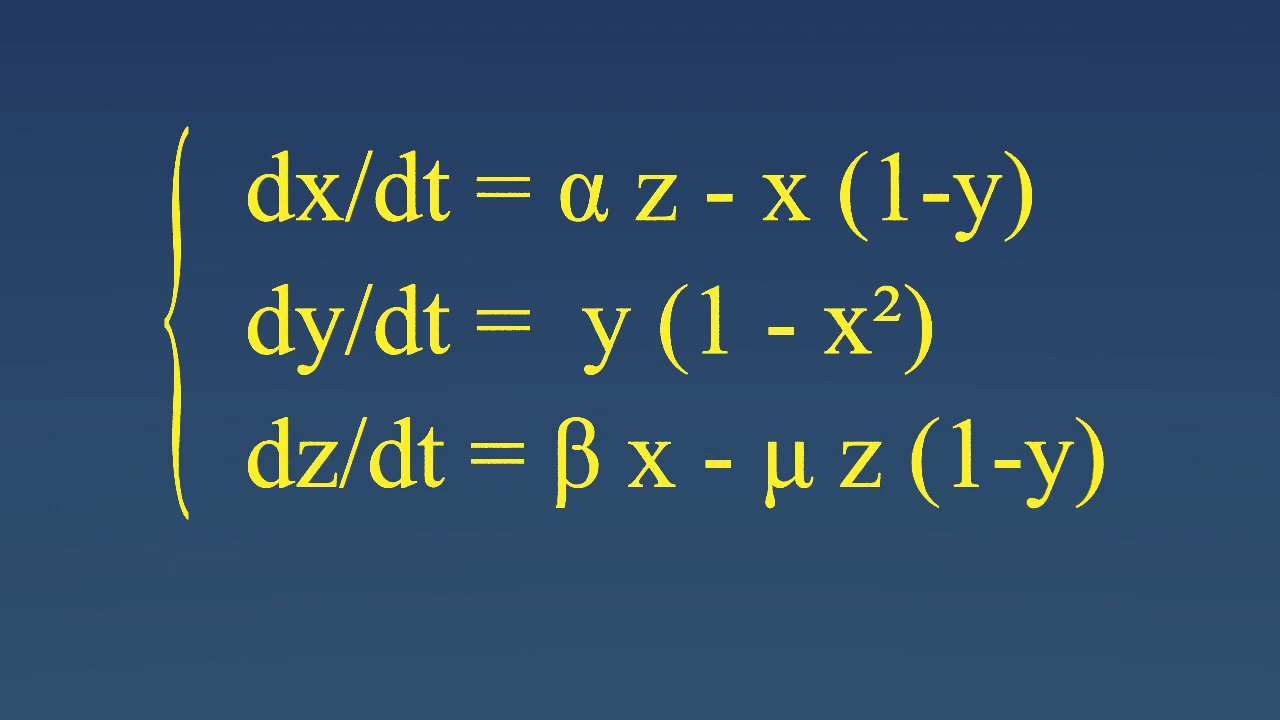 dx/dt = α z - x (1-y)
dy/dt = y (1 - x²)
dz/dt = β x - μ z (1-y)